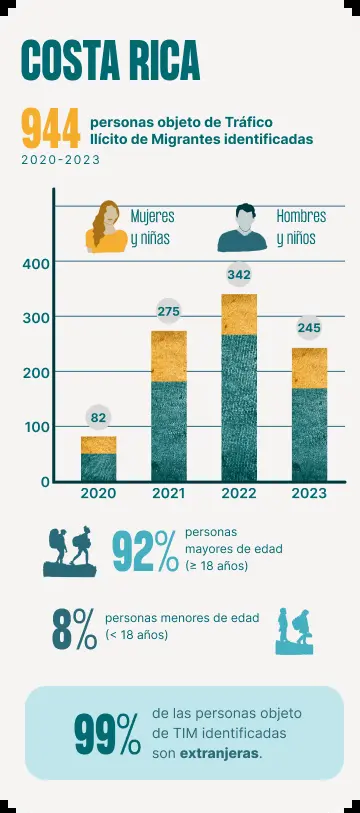 COSTA RICA
944 personas objeto de Tráfico
Ilícito de Migrantes identificadas
2020-2023
Mujeres
y niñas
Hombres
y niños
400
300
200
100
0
82
275
342
245
2020 2021 2022 2023
92% personas
mayores de edad
(≥ 18 años)
8% personas menores de edad
(< 18 años)
99% de las personas objeto
de TIM identificadas
son extranjeras.